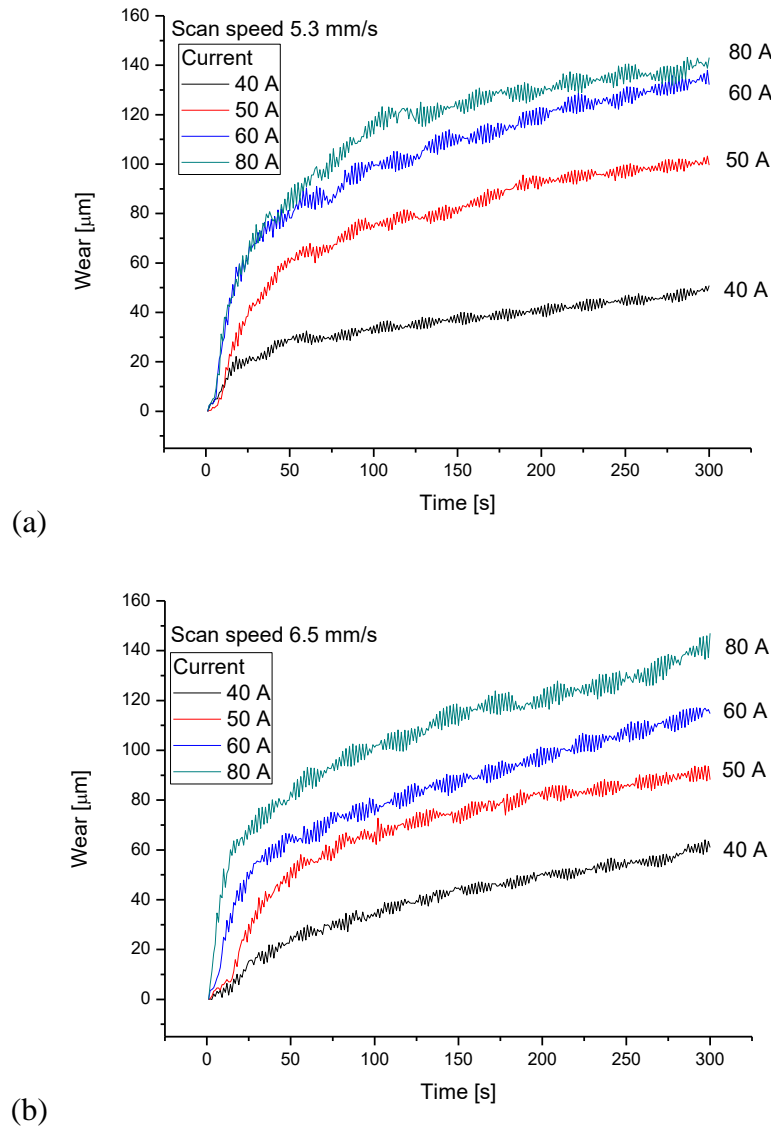 160
Scan speed 5.3 mm/s
Current
40 A
50 A
60 A
80 A
140
120
100
80
60
40
20
0
Wear [μm]
80 A
60 A
50 A
40 A
0 50 100 150 200 250 300
Time [s]
(a)
160
Scan speed 6.5 mm/s
Current
40 A
50 A
60 A
80 A
140
120
100
80
60
40
20
0
Wear [μm]
80 A
60 A
50 A
40 A
0 50 100 150 200 250 300
Time [s]
(b)